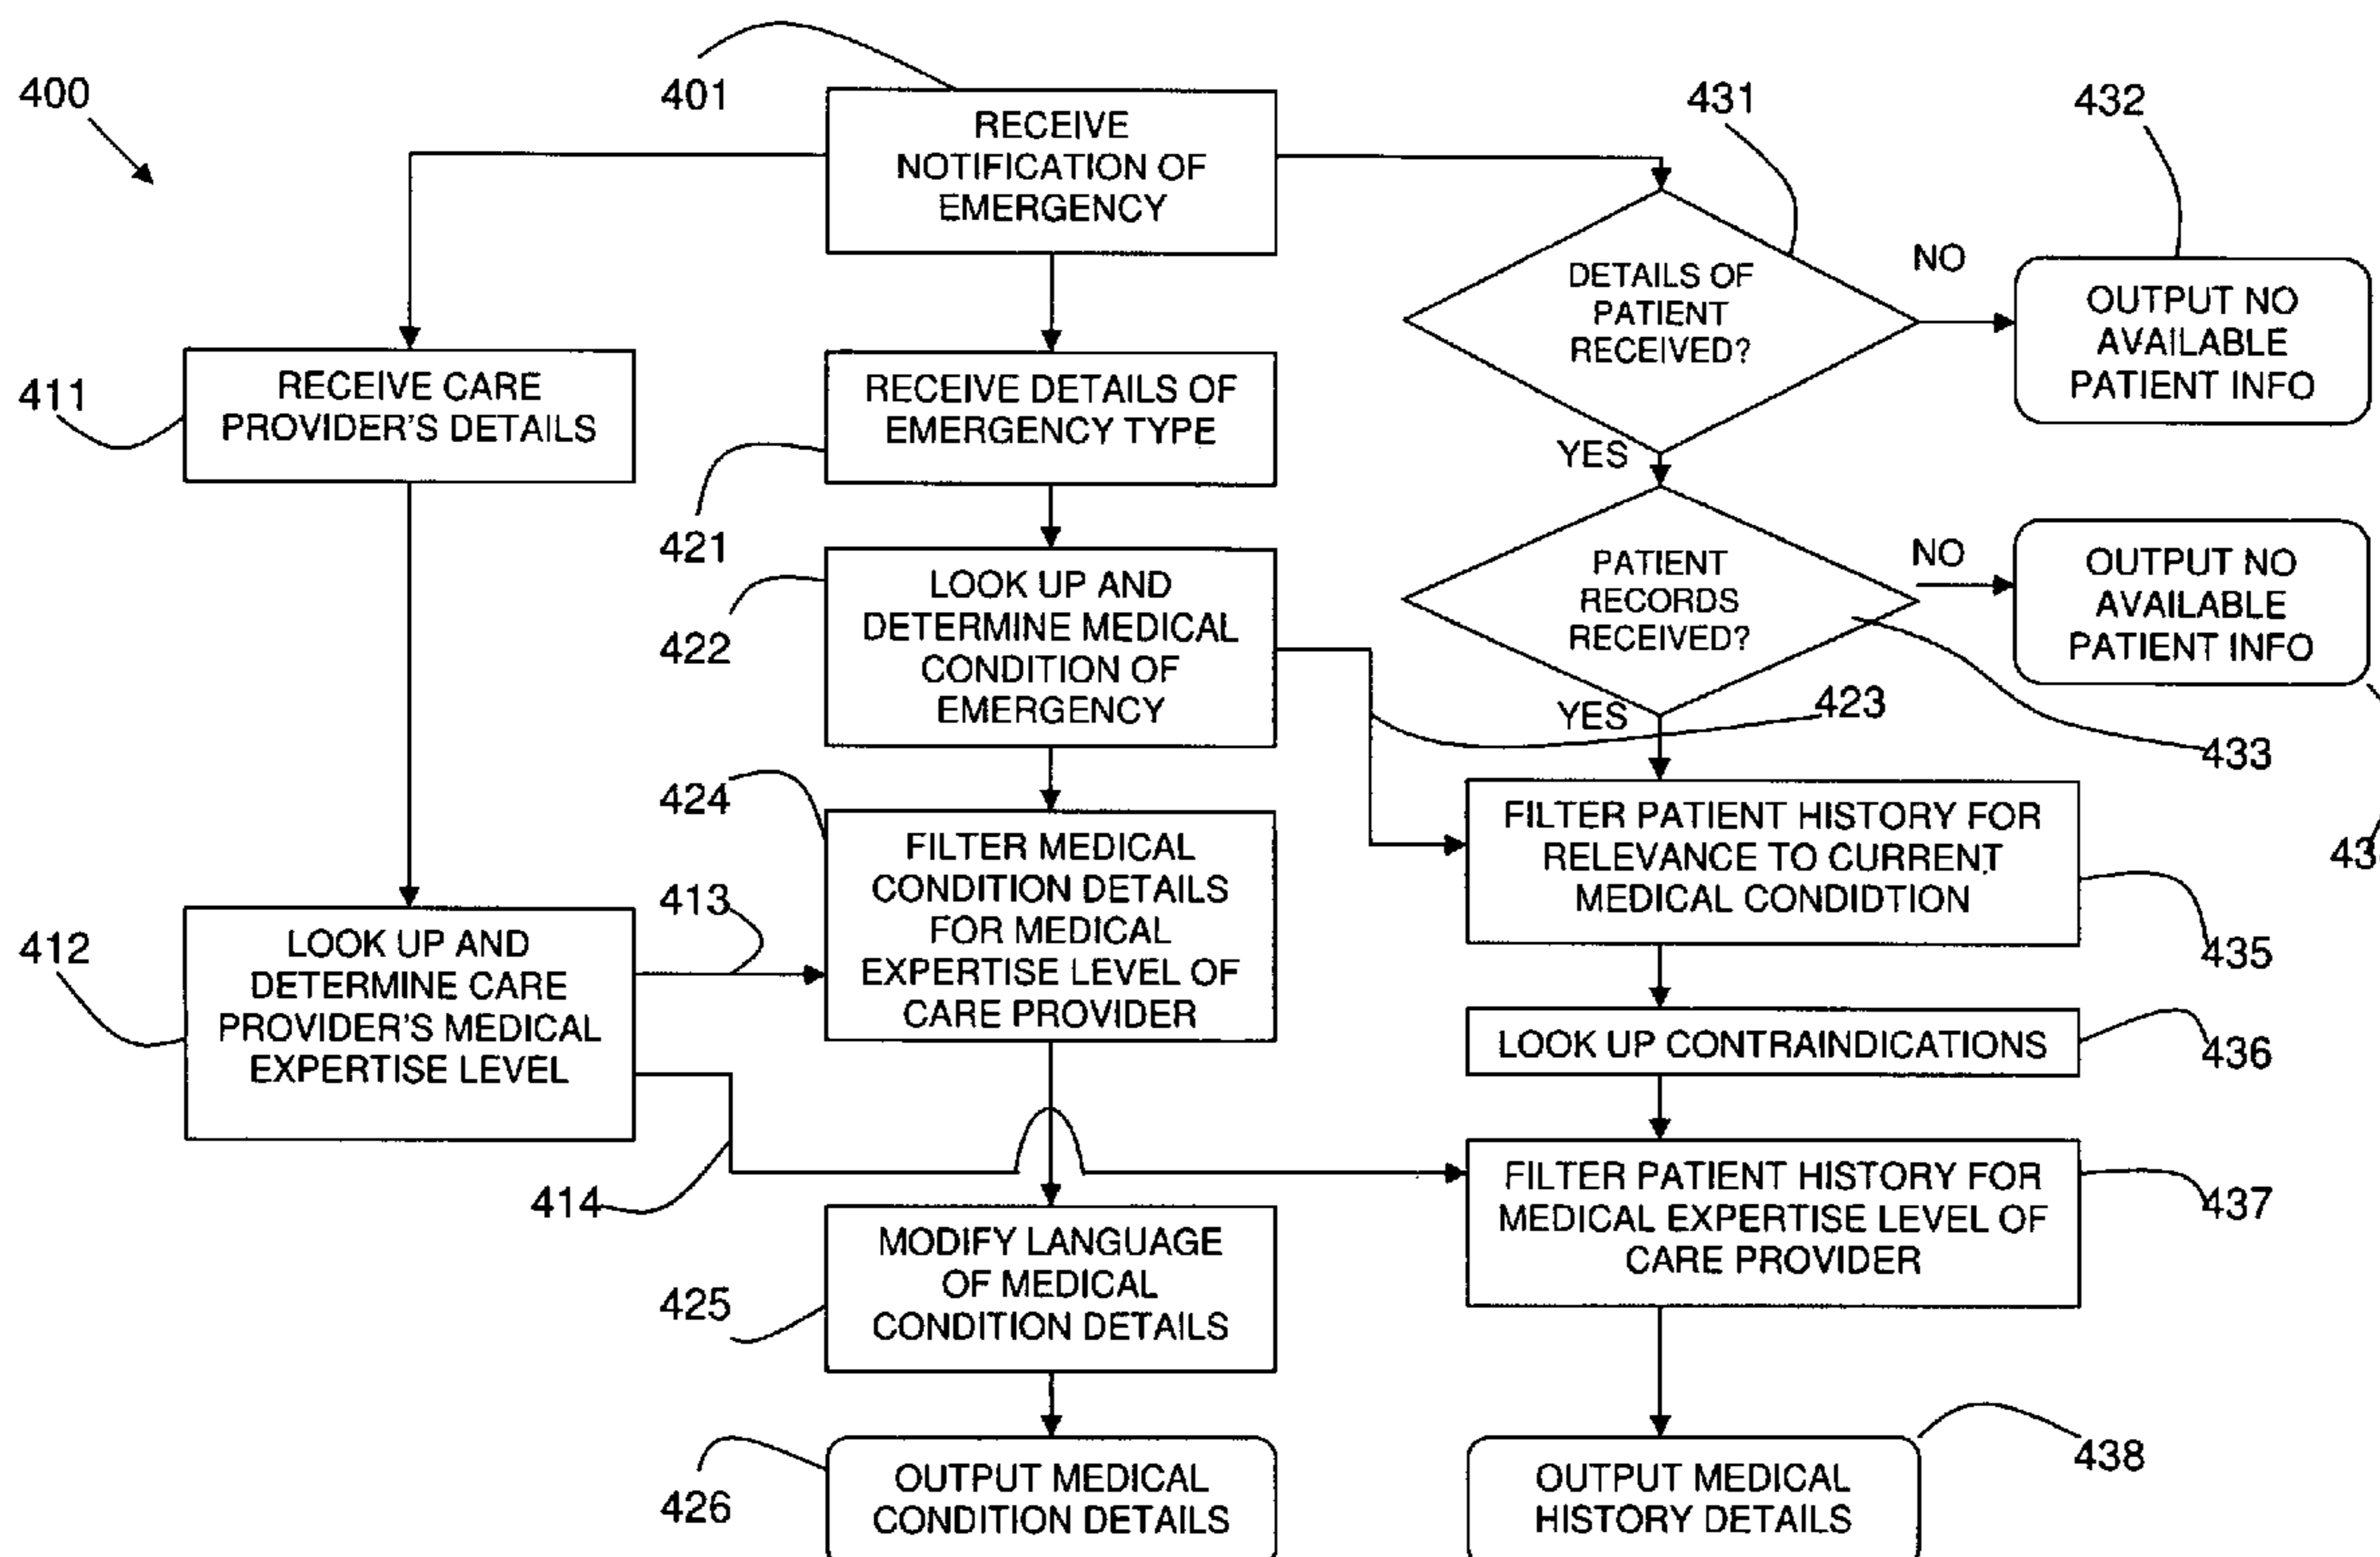 400
401
RECEIVE
NOTIFICATION OF
EMERGENCY
431
432
DETAILS OF
PATIENT
RECEIVED?
NO
OUTPUT NO
AVAILABLE
PATIENT INFO
YES
411
RECEIVE CARE
PROVIDER'S DETAILS
RECEIVE DETAILS OF
EMERGENCY TYPE
421
422
LOOK UP AND
DETERMINE MEDICAL
CONDITION OF
EMERGENCY
PATIENT
RECORDS
RECEIVED?
NO
OUTPUT NO
AVAILABLE
PATIENT INFO
YES
423
433
43
424
FILTER MEDICAL
CONDITION DETAILS
FOR MEDICAL
EXPERTISE LEVEL OF
CARE PROVIDER
FILTER PATIENT HISTORY FOR
RELEVANCE TO CURRENT
MEDICAL CONDIDTION
435
412
LOOK UP AND
DETERMINE CARE
PROVIDER'S MEDICAL
EXPERTISE LEVEL
413
414
LOOK UP CONTRAINDICATIONS
436
FILTER PATIENT HISTORY FOR
MEDICAL EXPERTISE LEVEL OF
CARE PROVIDER
437
425
MODIFY LANGUAGE
OF MEDICAL
CONDITION DETAILS
426
OUTPUT MEDICAL
CONDITION DETAILS
OUTPUT MEDICAL
HISTORY DETAILS
438